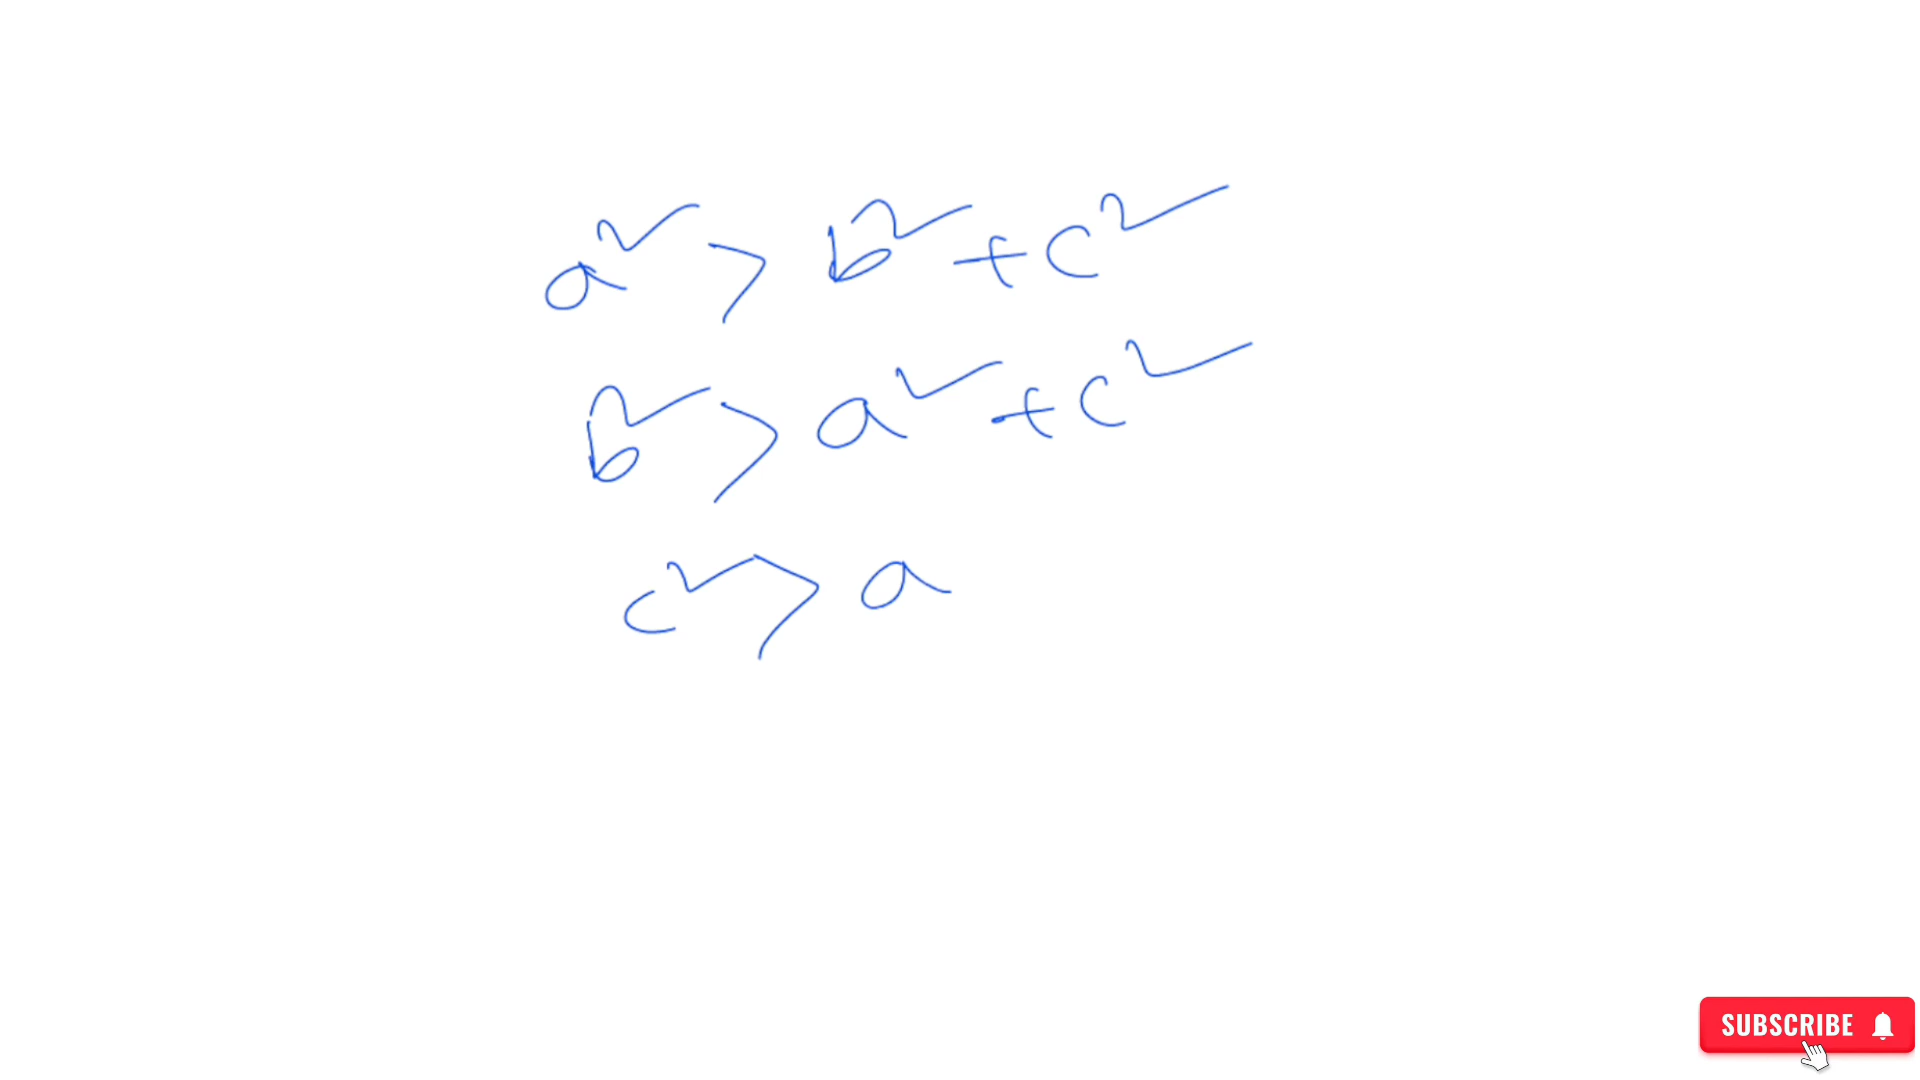 a² > b² + c²
b² > a² + c²
c² > a
SUBSCRIBE